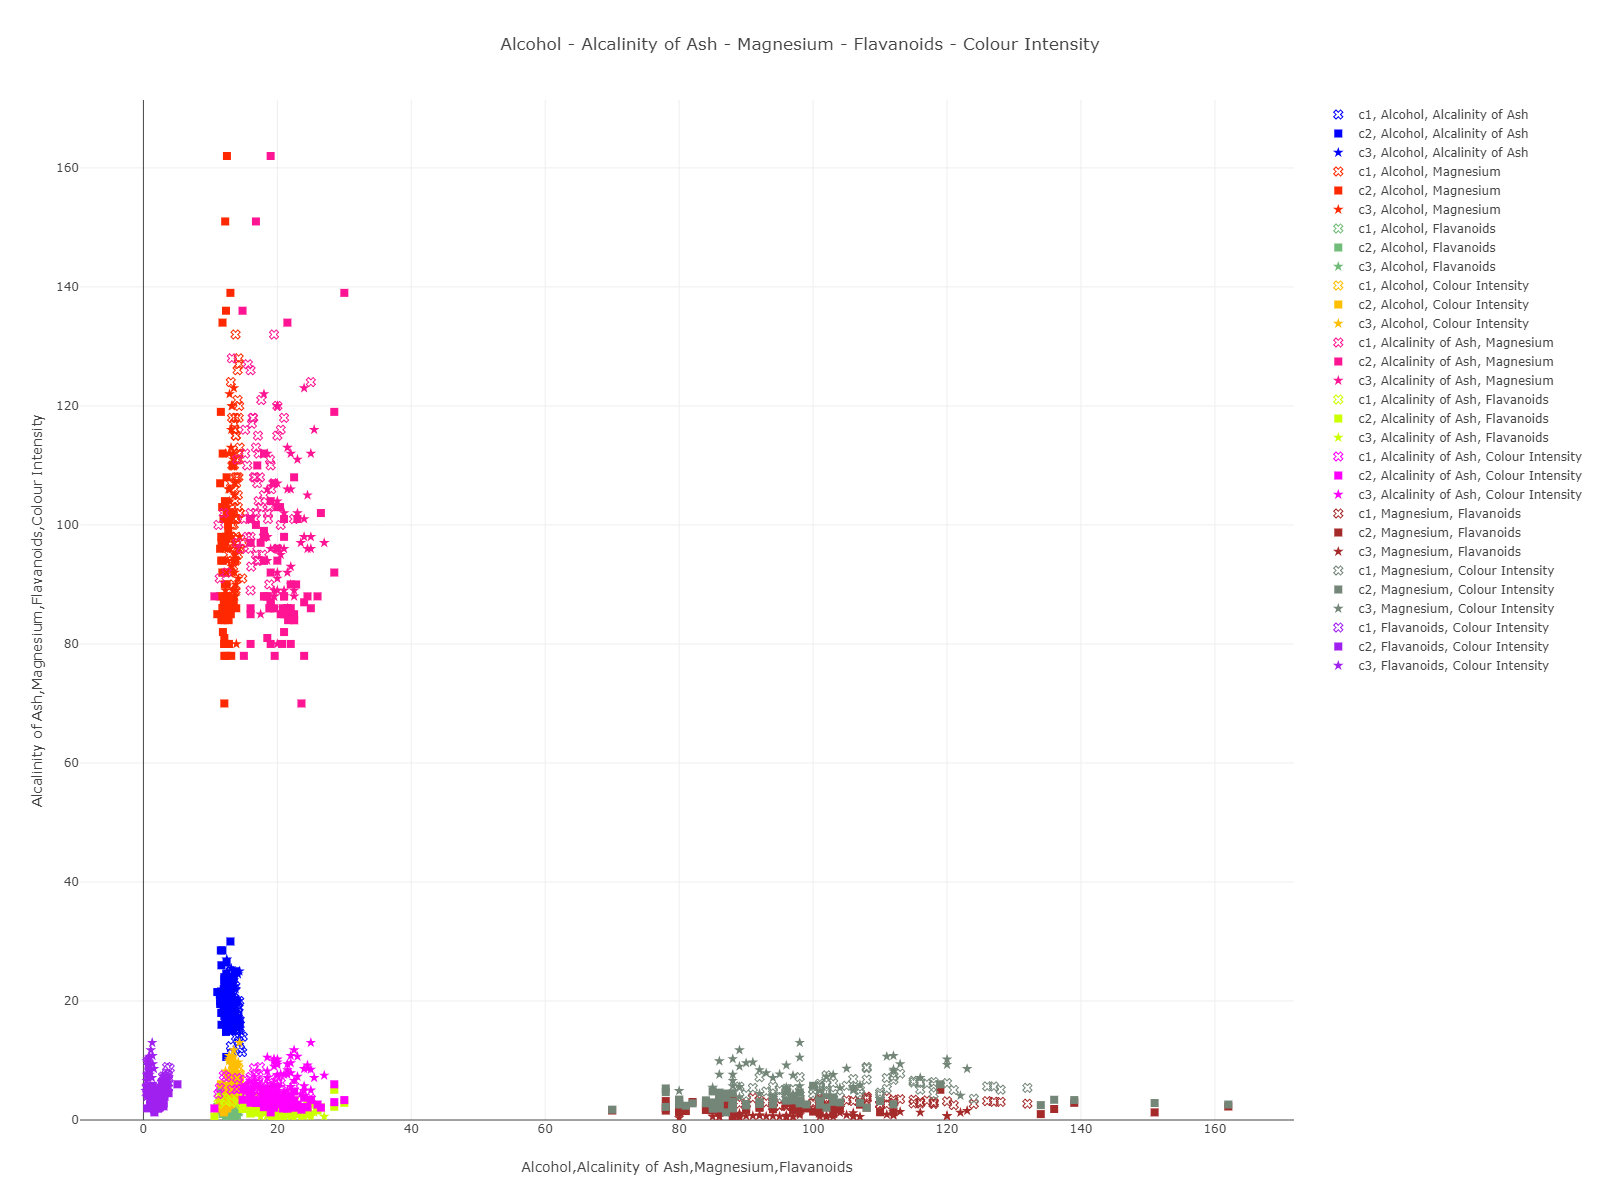 Alcohol - Alcalinity of Ash - Magnesium - Flavanoids - Colour Intensity
c1, Alcohol, Alcalinity of Ash
c2, Alcohol, Alcalinity of Ash
c3, Alcohol, Alcalinity of Ash
c1, Alcohol, Magnesium
c2, Alcohol, Magnesium
c3, Alcohol, Magnesium
c1, Alcohol, Flavanoids
c2, Alcohol, Flavanoids
c3, Alcohol, Flavanoids
c1, Alcohol, Colour Intensity
c2, Alcohol, Colour Intensity
c3, Alcohol, Colour Intensity
c1, Alcalinity of Ash, Magnesium
c2, Alcalinity of Ash, Magnesium
c3, Alcalinity of Ash, Magnesium
c1, Alcalinity of Ash, Flavanoids
c2, Alcalinity of Ash, Flavanoids
c3, Alcalinity of Ash, Flavanoids
c1, Alcalinity of Ash, Colour Intensity
c2, Alcalinity of Ash, Colour Intensity
c3, Alcalinity of Ash, Colour Intensity
c1, Magnesium, Flavanoids
c2, Magnesium, Flavanoids
c3, Magnesium, Flavanoids
c1, Magnesium, Colour Intensity
c2, Magnesium, Colour Intensity
c3, Magnesium, Colour Intensity
c1, Flavanoids, Colour Intensity
c2, Flavanoids, Colour Intensity
c3, Flavanoids, Colour Intensity
160
140
120
100
80
60
40
20
0
Alcalinity of Ash,Magnesium,Flavanoids,Colour Intensity
0 20 40 60 80 100 120 140 160
Alcohol,Alcalinity of Ash,Magnesium,Flavanoids